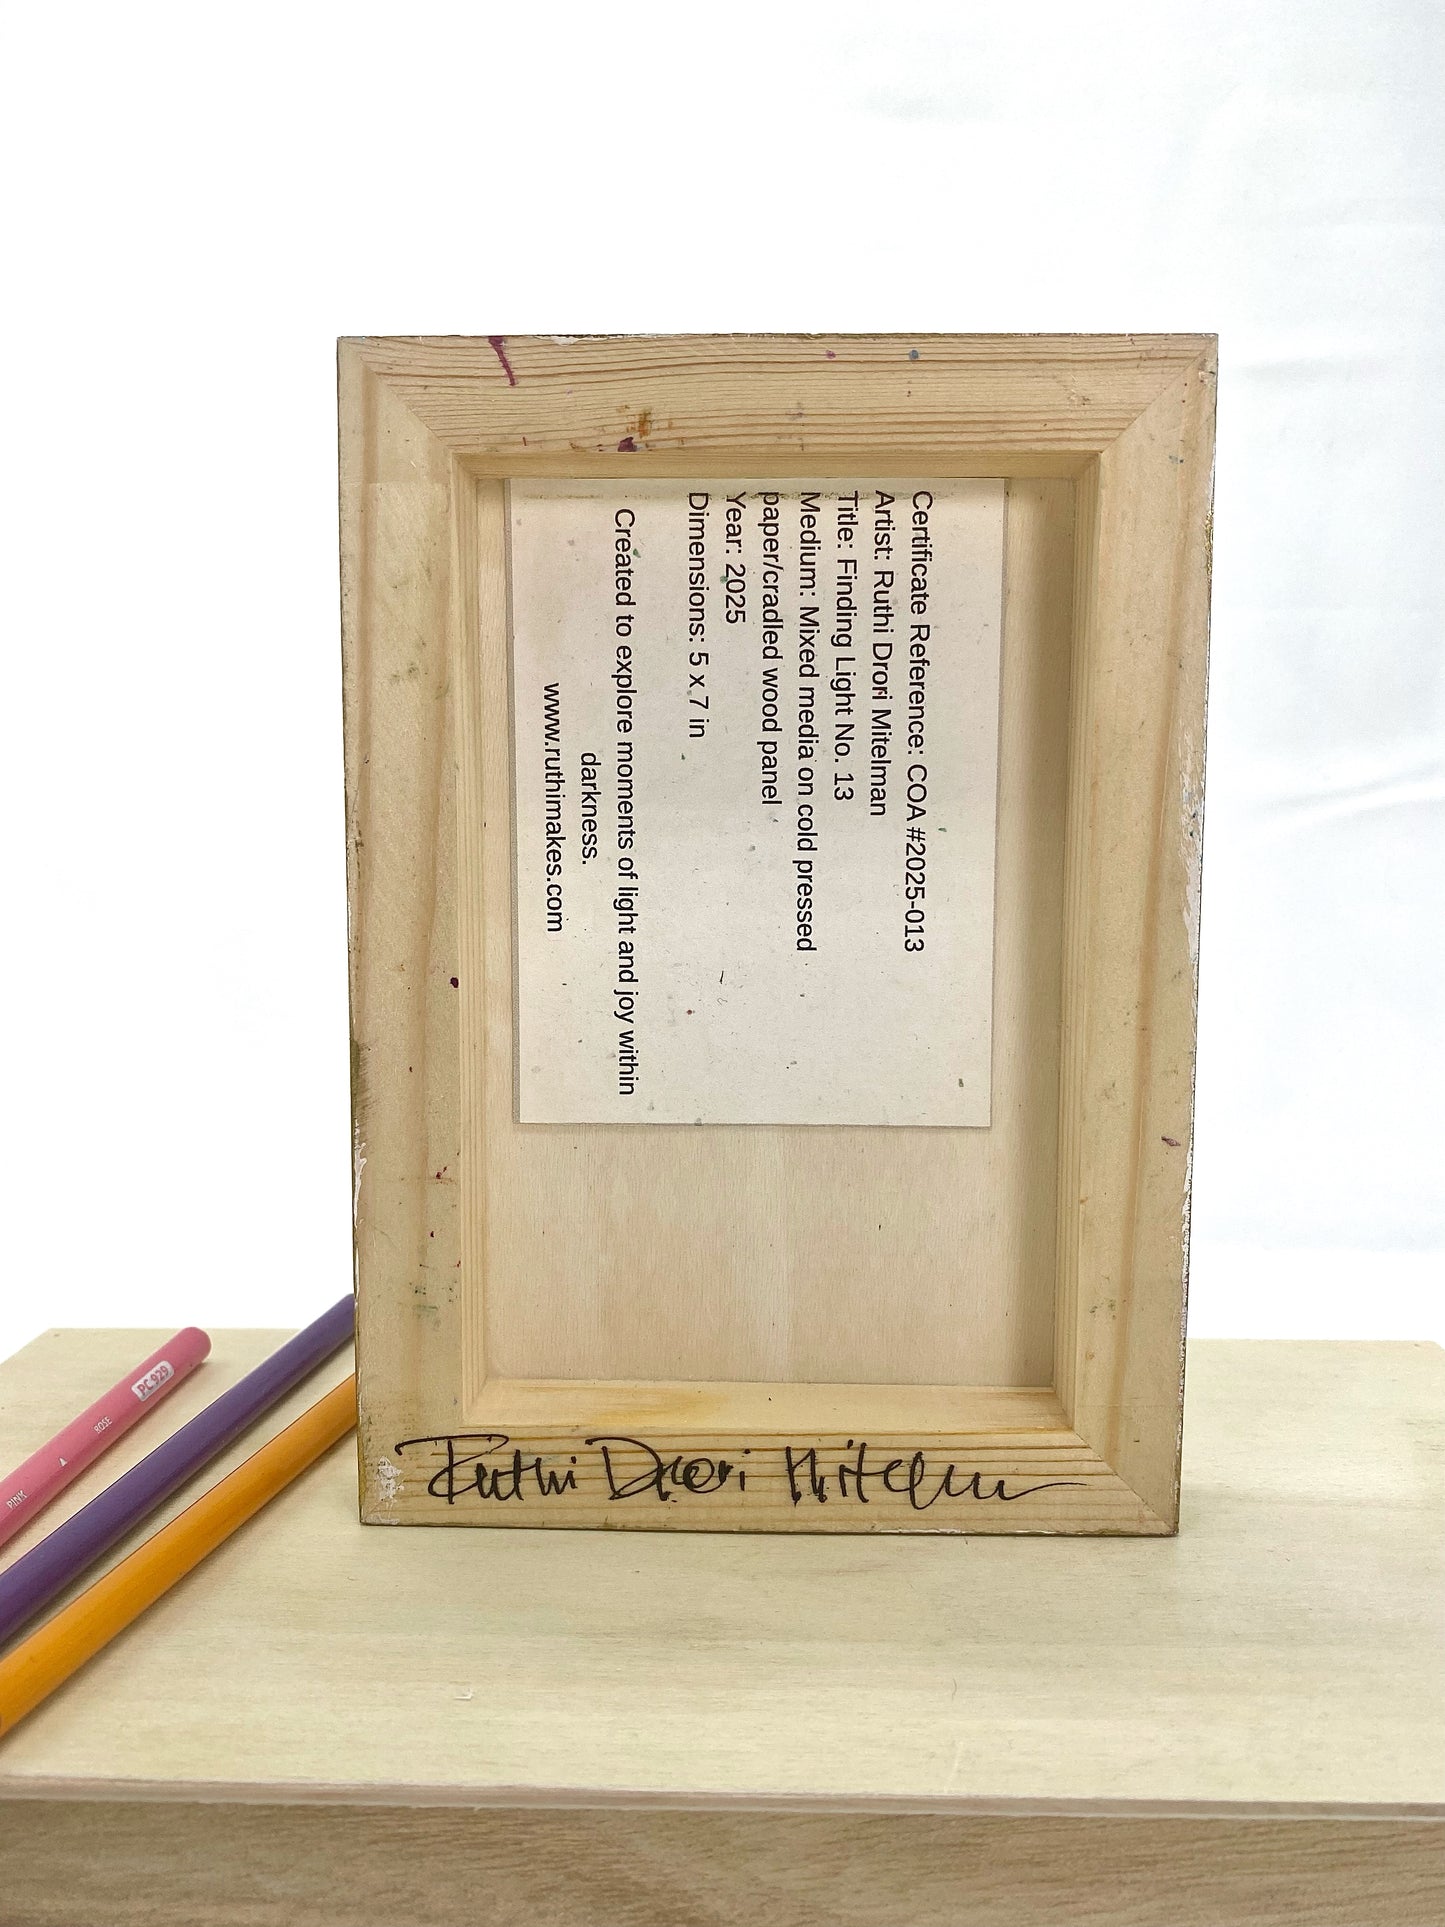 Certificate Reference: COA #2025-013
Artist: Ruthi Drori Mitelman
Title: Finding Light No. 13
Medium: Mixed media on cold pressed
paper/cradled wood panel
Year: 2025
Dimensions: 5 x 7 in
Created to explore moments of light and joy within
darkness.
www.ruthimakes.com
Ruthi Drori Mitelman
PINK ROSE PC 929